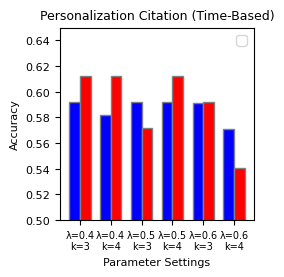 Personalization Citation (Time-Based)
0.64
0.62
0.60
0.58
0.56
0.54
0.52
0.50
Accuracy
λ=0.4 λ=0.4 λ=0.5 λ=0.5 λ=0.6 λ=0.6
k=3 k=4 k=3 k=4 k=3 k=4
Parameter Settings